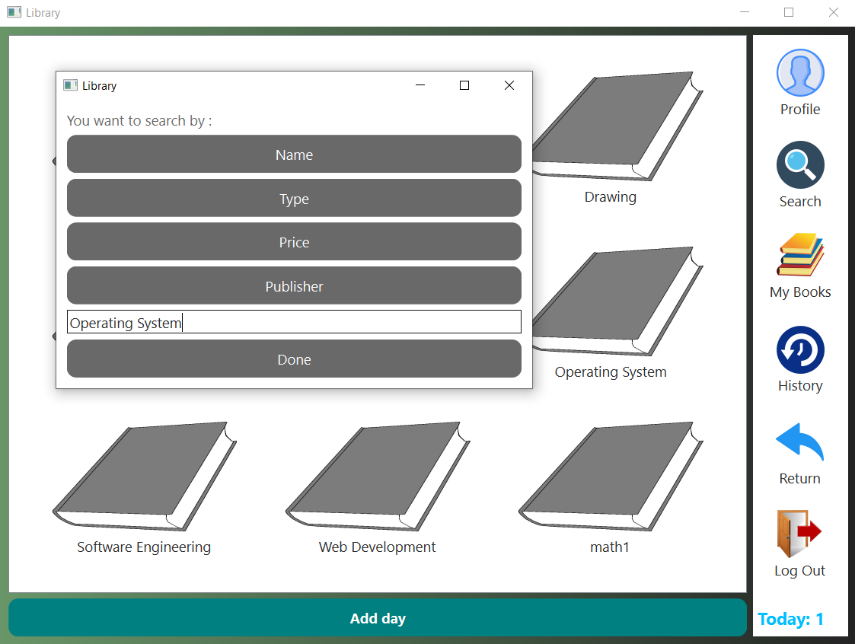 Library
Library
You want to search by :
Name
Type
Price
Publisher
Operating System
Done
Drawing
Operating System
Software Engineering
Web Development
math1
Add day
Profile
Search
My Books
History
Return
Log Out
Today: 1